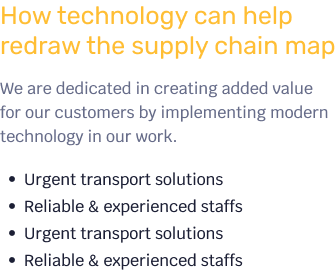 How technology can help
redraw the supply chain map
We are dedicated in creating added value
for our customers by implementing modern
technology in our work.
• Urgent transport solutions
• Reliable & experienced staffs
• Urgent transport solutions
• Reliable & experienced staffs